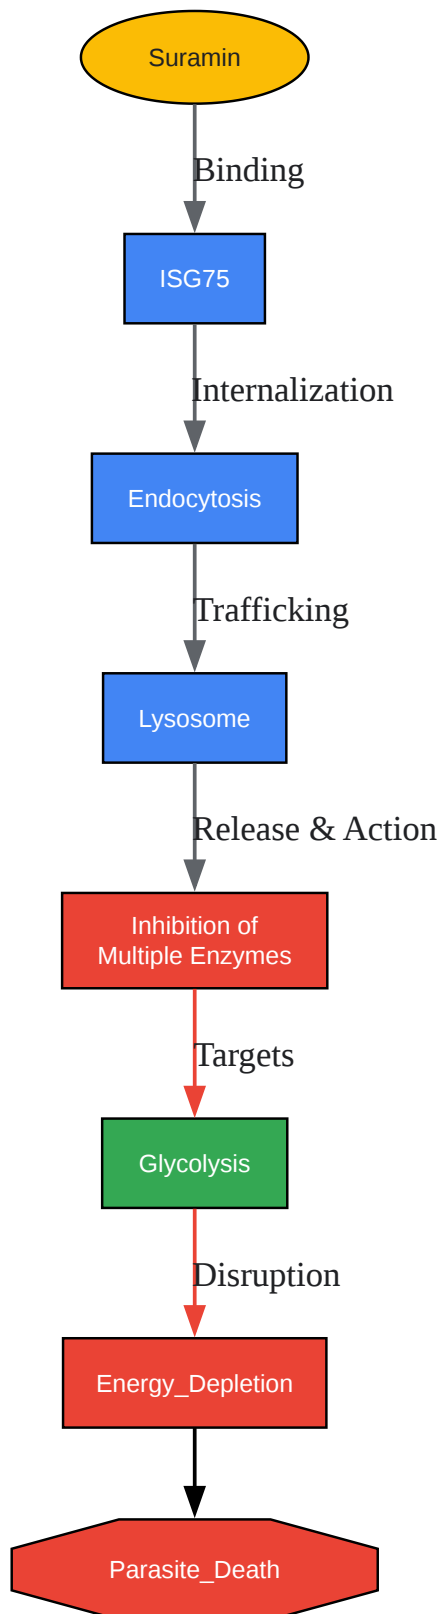 Suramin
Binding
ISG75
Internalization
Endocytosis
Trafficking
Lysosome
Release & Action
Inhibition of
Multiple Enzymes
Targets
Glycolysis
Disruption
Energy_Depletion
Parasite_Death